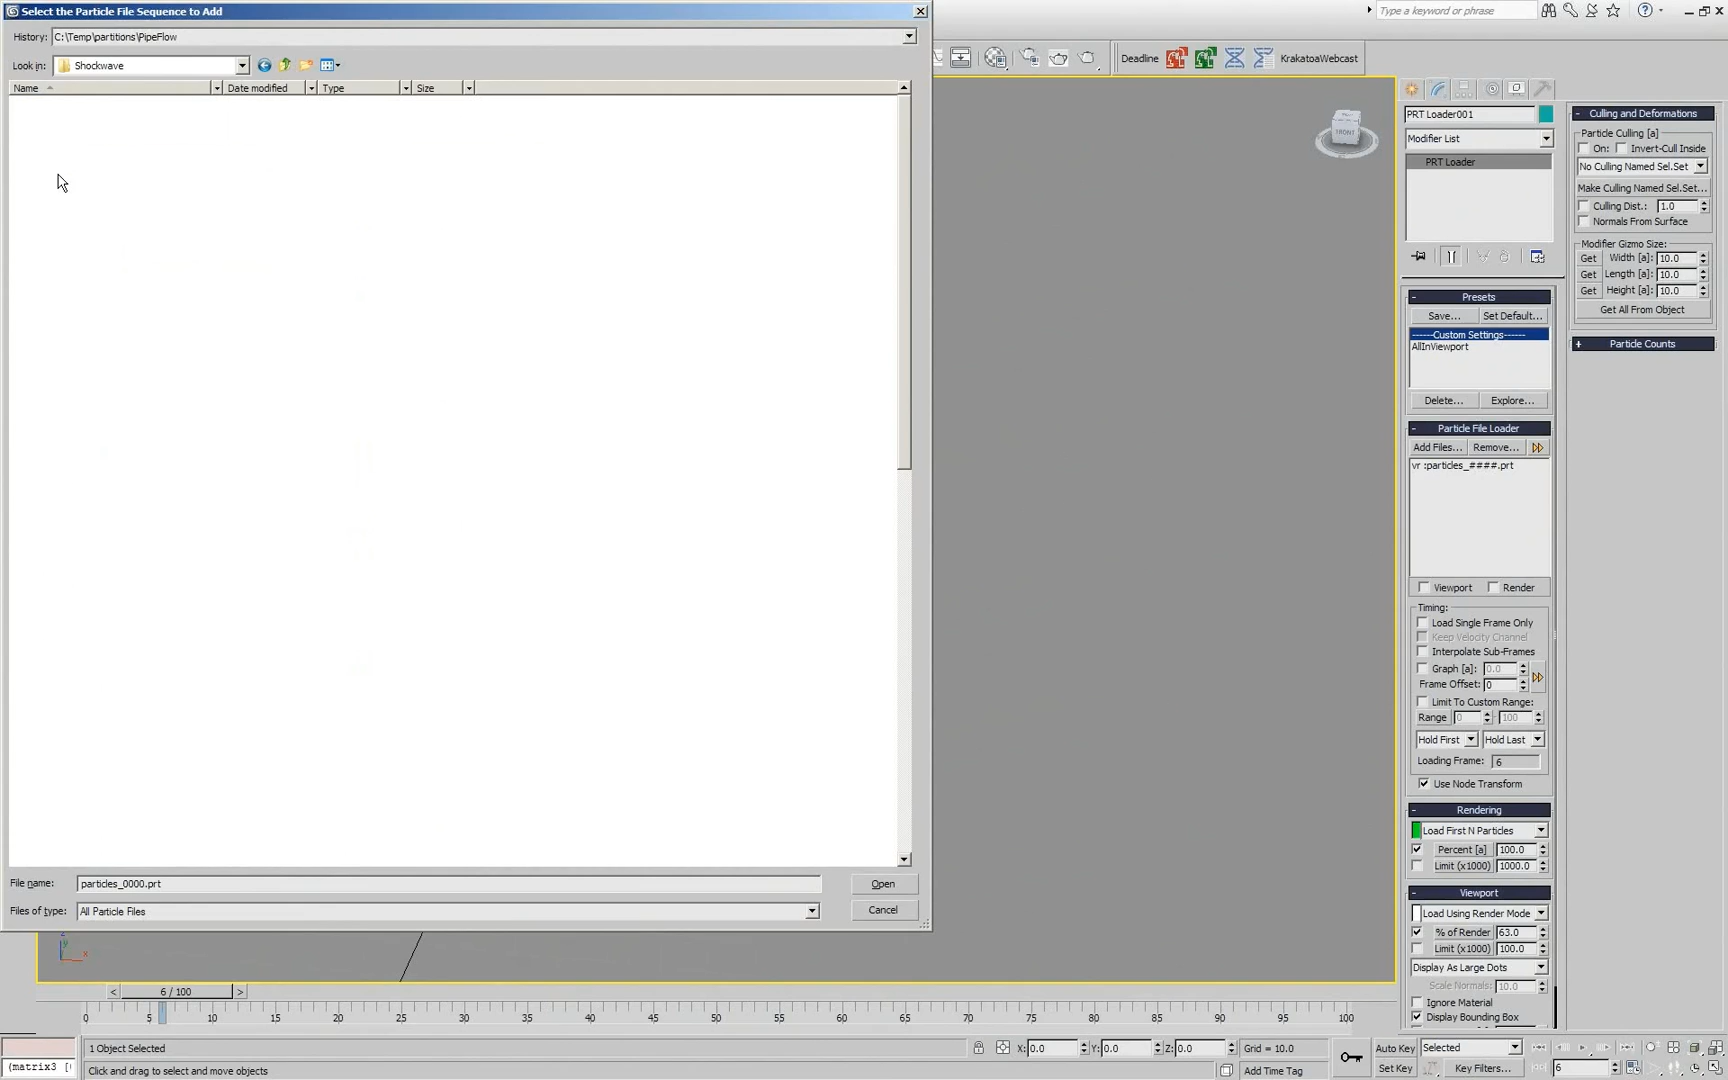 Select the Particle File Sequence to Add
Type a keyword or phrase
History: C:\Temp\partitions\PipeFlow
Look in: Shockwave
Deadline
KrakatoaWebcast
Name Date modified Type Size
FRONT
PRT Loader001
Modifier List
PRT Loader
Presets
Save... Set Default...
------Custom Settings------
AllInViewport
Delete... Explore...
Particle File Loader
Add Files... Remove...
vr :particles_####.prt
Viewport Render
Timing:
Load Single Frame Only
Keep Velocity Channel
Interpolate Sub-Frames
Graph [a]: 0.0
Frame Offset: 0
Limit To Custom Range:
Range 0 100
Hold First Hold Last
Loading Frame: 6
Use Node Transform
Rendering
Load First N Particles
Percent [a] 100.0
Limit (x1000) 1000.0
Viewport
Load Using Render Mode
% of Render 63.0
Limit (x1000) 100.0
Display As Large Dots
Scale Normals: 10.0
Ignore Material
Display Bounding Box
Culling and Deformations
Particle Culling [a]
On: Invert-Cull Inside
No Culling Named Sel.Set
Make Culling Named Sel.Set...
Culling Dist.: 1.0
Normals From Surface
Modifier Gizmo Size:
Get Width [a]: 10.0
Get Length [a]: 10.0
Get Height [a]: 10.0
Get All From Object
Particle Counts
File name: particles_0000.prt Open
Files of type: All Particle Files Cancel
z
y
x
< 6 / 100 >
0 5 10 15 20 25 30 35 40 45 50 55 60 65 70 75 80 85 90 95 100
1 Object Selected X: 0.0 Y: 0.0 Z: 0.0 Grid = 10.0 Auto Key Selected
(matrix3 [ Click and drag to select and move objects Add Time Tag Set Key Key Filters... 6